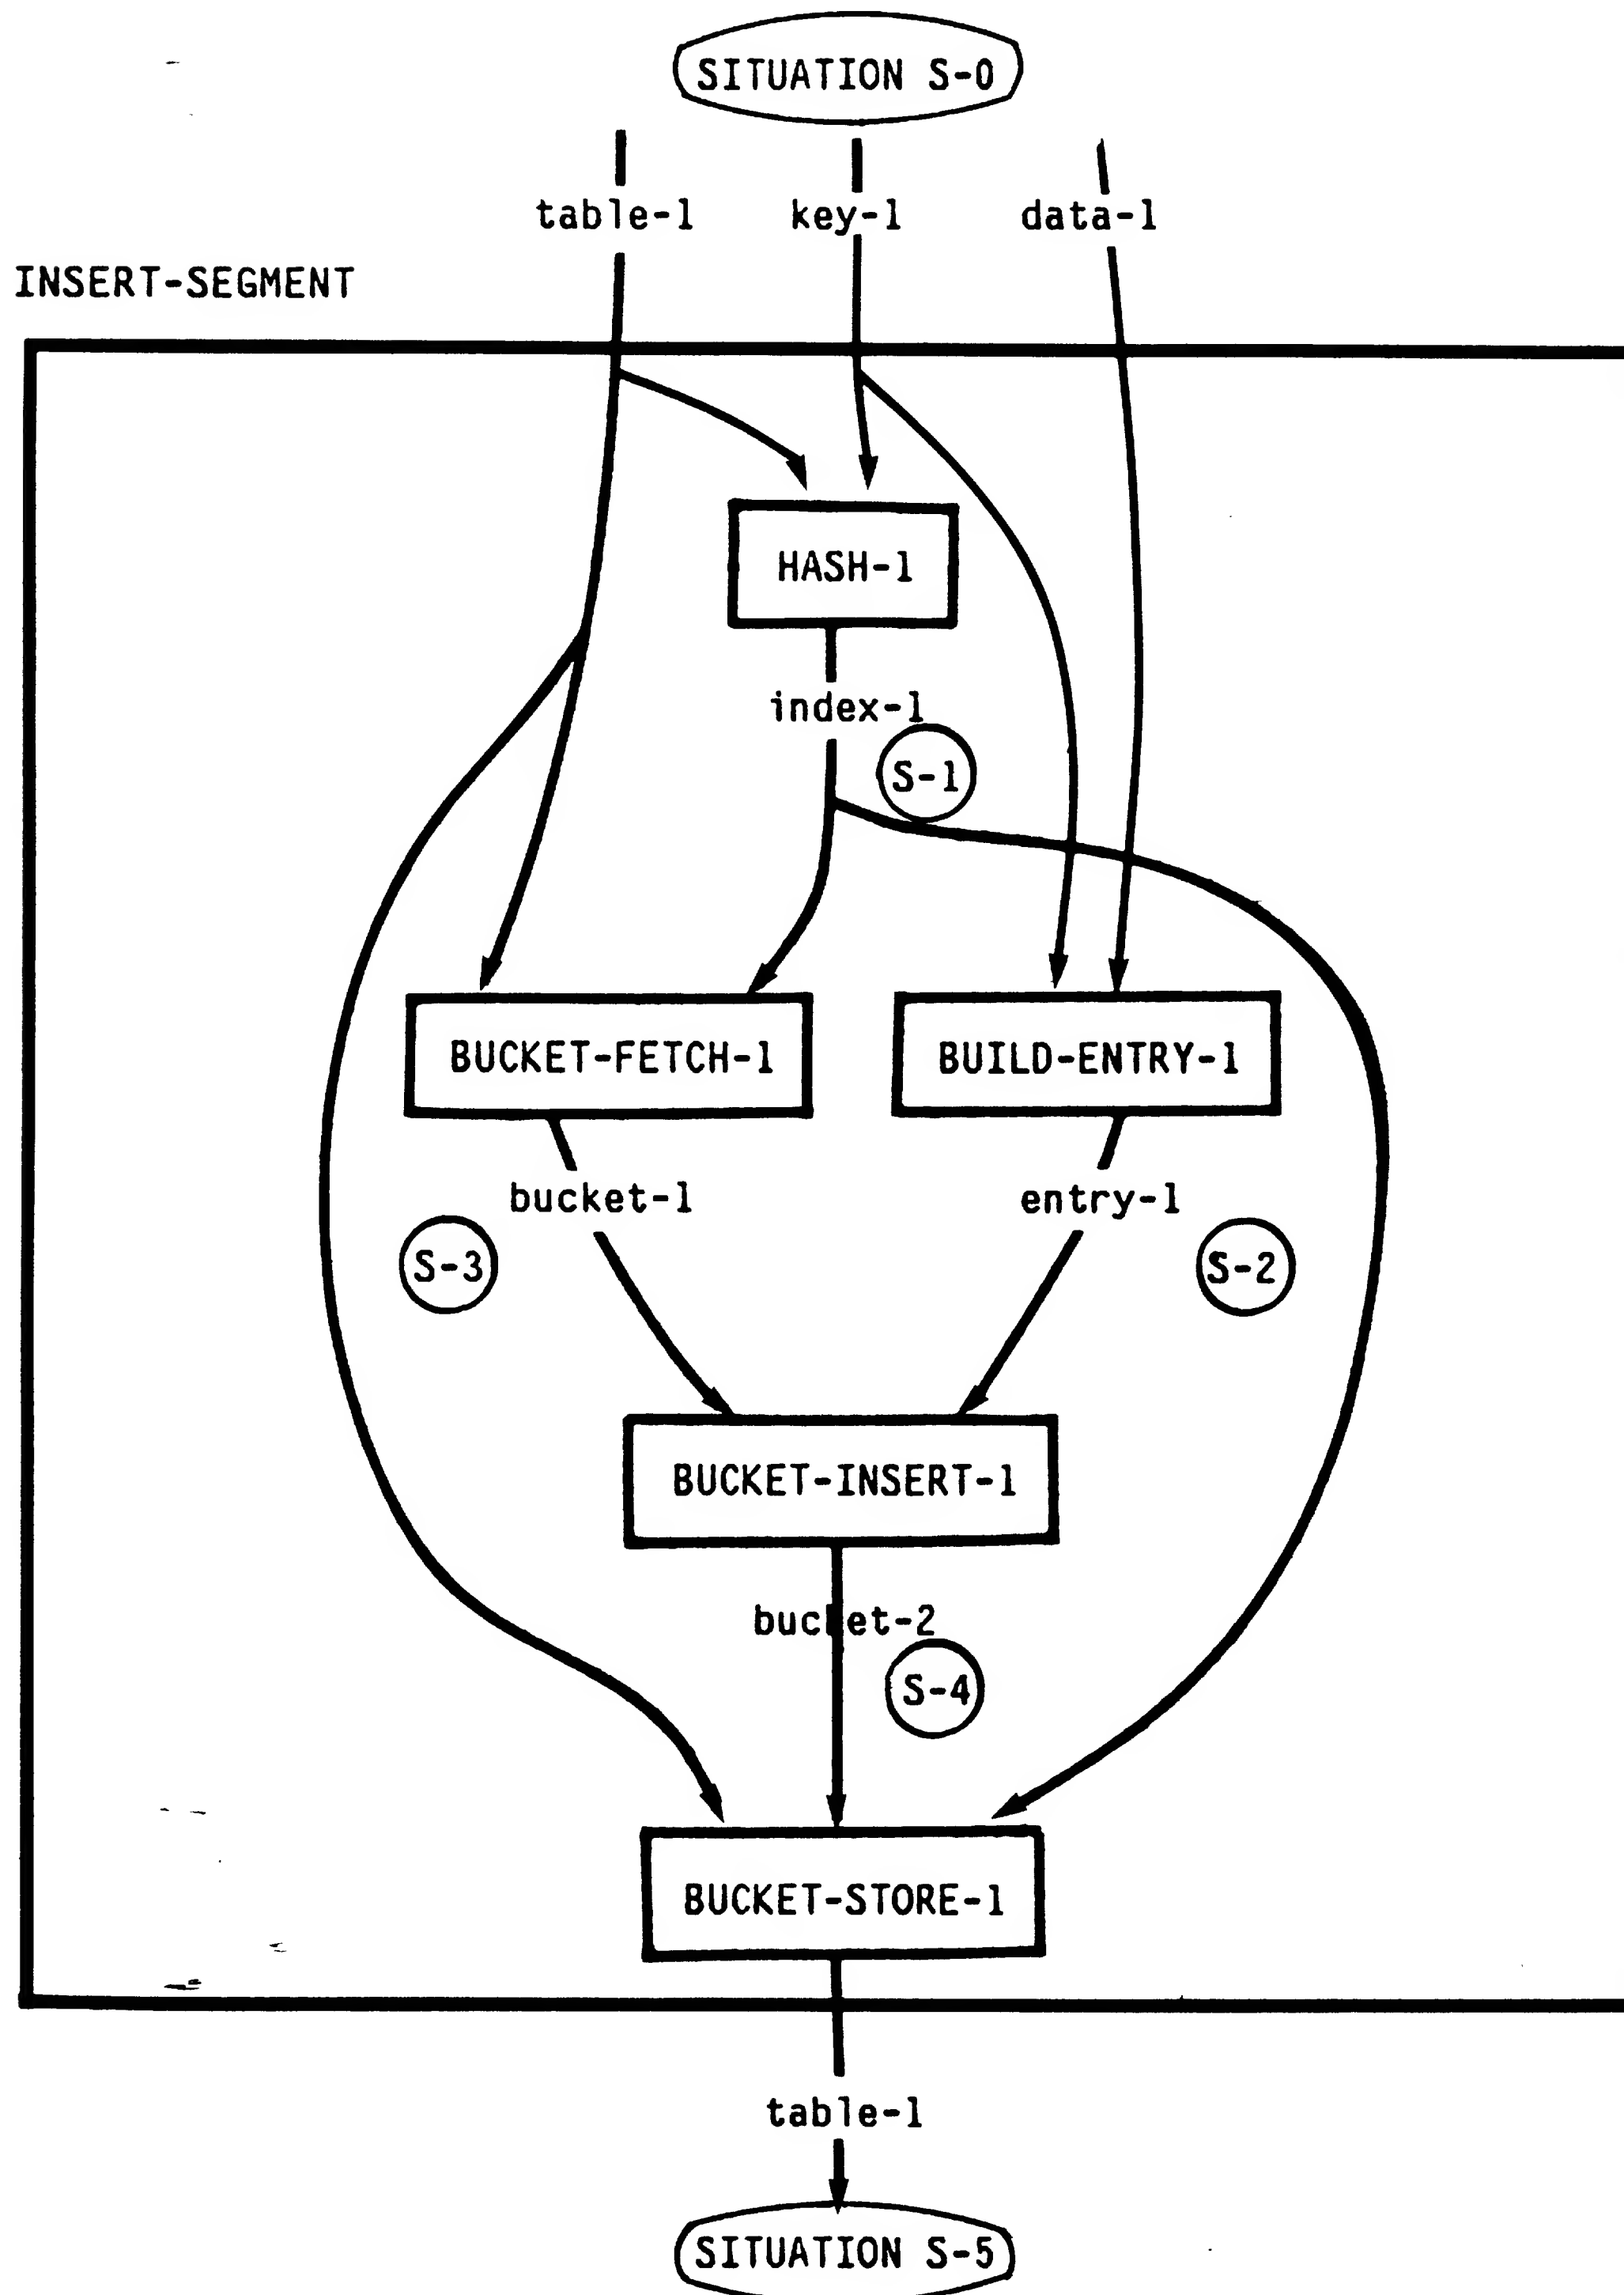 SITUATION S-0
table-1 key-1 data-1
INSERT-SEGMENT
HASH-1
index-1
S-1
BUCKET-FETCH-1 BUILD-ENTRY-1
bucket-1 entry-1
S-3 S-2
BUCKET-INSERT-1
bucket-2
S-4
BUCKET-STORE-1
table-1
SITUATION S-5